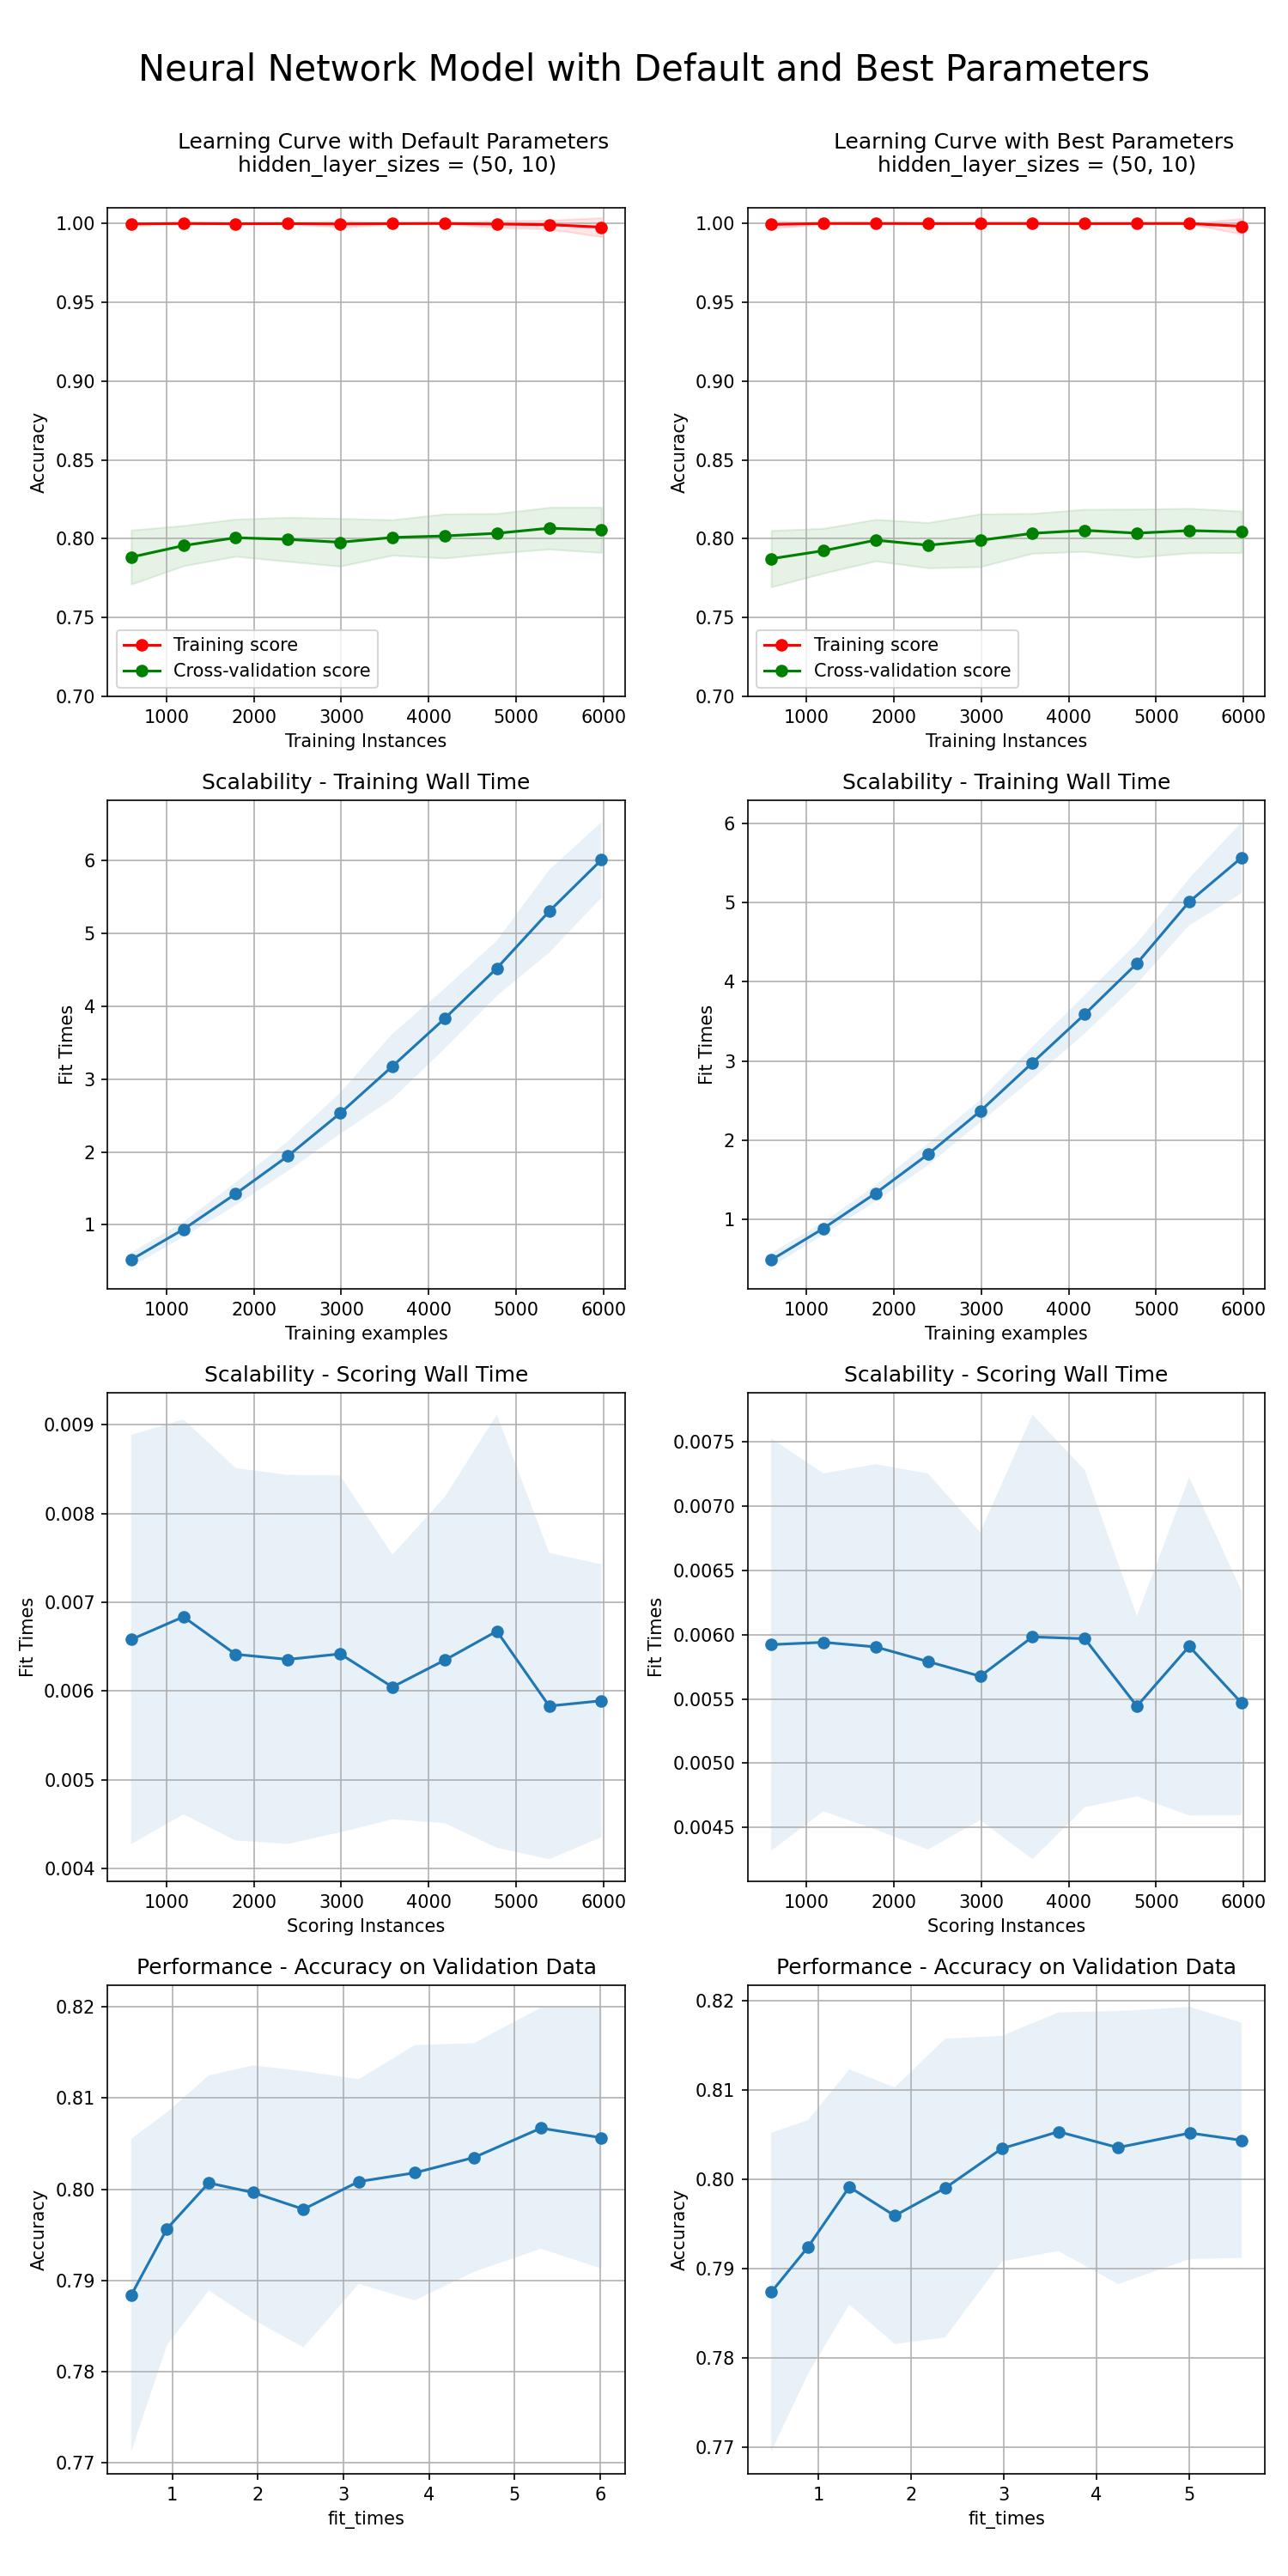 Neural Network Model with Default and Best Parameters
Learning Curve with Default Parameters
hidden_layer_sizes = (50, 10)
1.00
0.95
0.90
0.85
0.80
0.75
0.70
Accuracy
Training score
Cross-validation score
1000 2000 3000 4000 5000 6000
Training Instances
Learning Curve with Best Parameters
hidden_layer_sizes = (50, 10)
1.00
0.95
0.90
0.85
0.80
0.75
0.70
Accuracy
Training score
Cross-validation score
1000 2000 3000 4000 5000 6000
Training Instances
Scalability - Training Wall Time
6
5
4
3
2
1
Fit Times
1000 2000 3000 4000 5000 6000
Training examples
Scalability - Training Wall Time
6
5
4
3
2
1
Fit Times
1000 2000 3000 4000 5000 6000
Training examples
Scalability - Scoring Wall Time
0.009
0.008
0.007
0.006
0.005
0.004
Fit Times
1000 2000 3000 4000 5000 6000
Scoring Instances
Scalability - Scoring Wall Time
0.0075
0.0070
0.0065
0.0060
0.0055
0.0050
0.0045
Fit Times
1000 2000 3000 4000 5000 6000
Scoring Instances
Performance - Accuracy on Validation Data
0.82
0.81
0.80
0.79
0.78
0.77
Accuracy
1 2 3 4 5 6
fit_times
Performance - Accuracy on Validation Data
0.82
0.81
0.80
0.79
0.78
0.77
Accuracy
1 2 3 4 5
fit_times